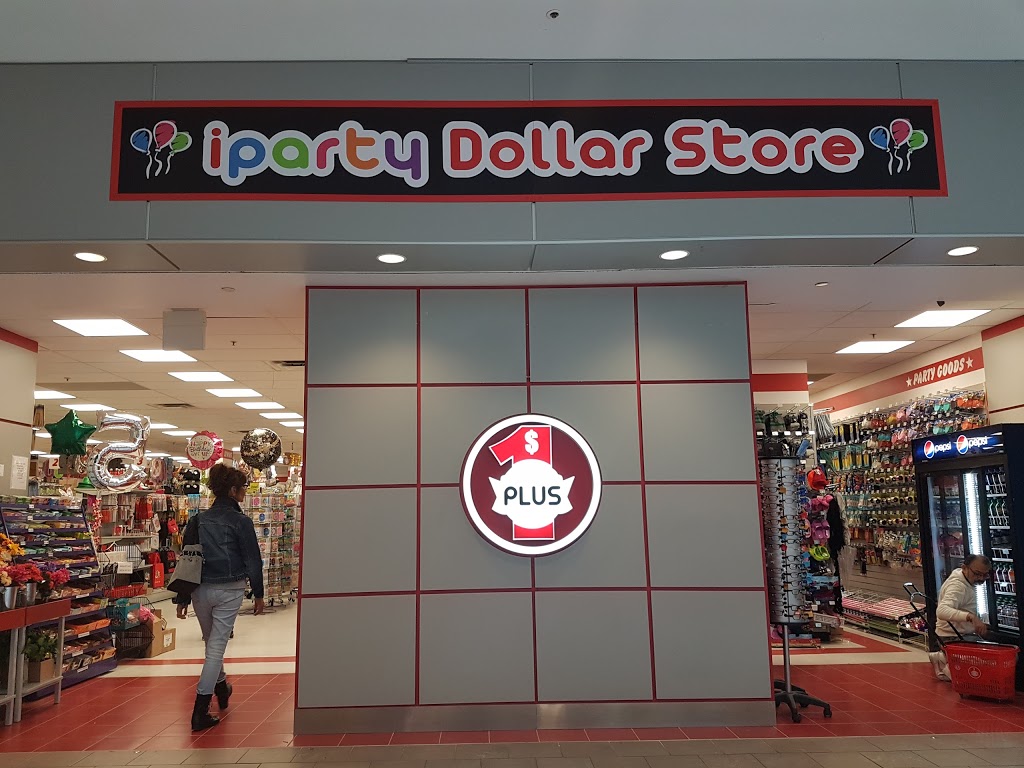 iparty Dollar Store
★ PARTY GOODS ★
pepsi pepsi
1 $
PLUS